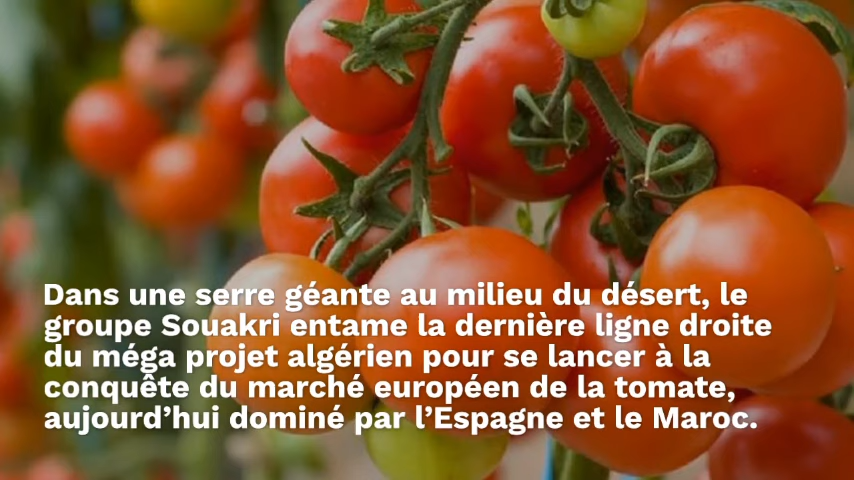 Dans une serre géante au milieu du désert, le
groupe Souakri entame la dernière ligne droite
du méga projet algérien pour se lancer à la
conquête du marché européen de la tomate,
aujourd’hui dominé par l’Espagne et le Maroc.